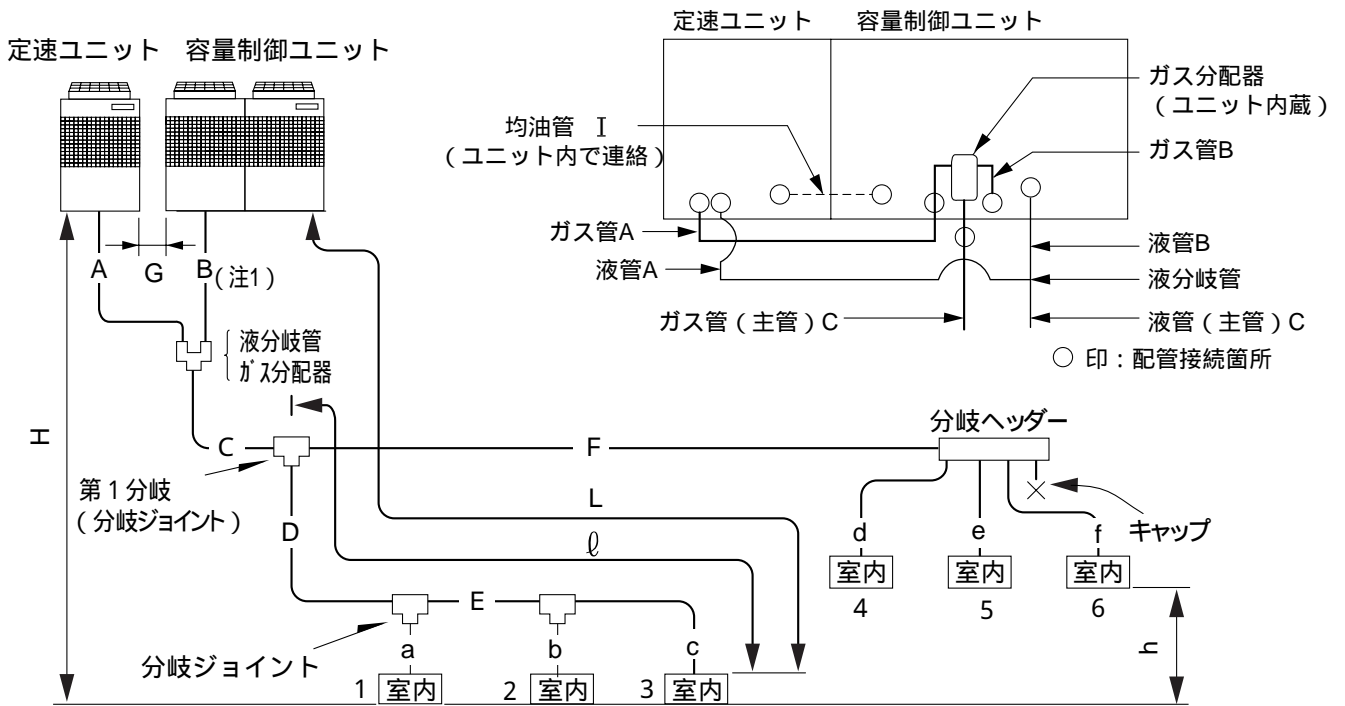 定速ユニット 容量制御ユニット
定速ユニット 容量制御ユニット
ガス分配器
(ユニット内蔵)
均油管 I
(ユニット内で連絡)
ガス管B
ガス管A
液管B
液管A
液分岐管
ガス管(主管)C
液管(主管)C
○ 印:配管接続箇所
A
G
B(注1)
液分岐管
ガス分配器
H
C
F
分岐ヘッダー
第1分岐
(分岐ジョイント)
L
D
ℓ
d
e
f
キャップ
室内
室内
室内
4
5
6
E
h
分岐ジョイント
a
b
c
1 室内
2 室内
3 室内